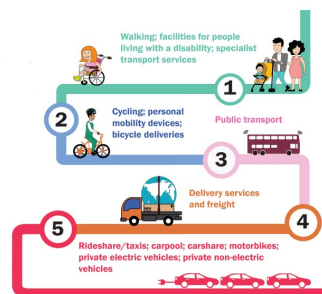 Walking; facilities for people
living with a disability; specialist
transport services
1
2
Cycling; personal
mobility devices;
bicycle deliveries
Public transport
3
Delivery services
and freight
4
5
Rideshare/taxis; carpool; carshare; motorbikes;
private electric vehicles; private non-electric
vehicles